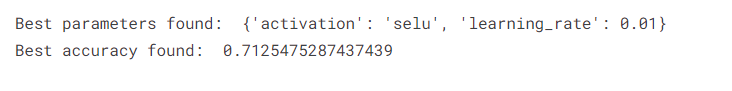 Best parameters found:  {'activation': 'selu', 'learning_rate': 0.01}
Best accuracy found:  0.7125475287437439